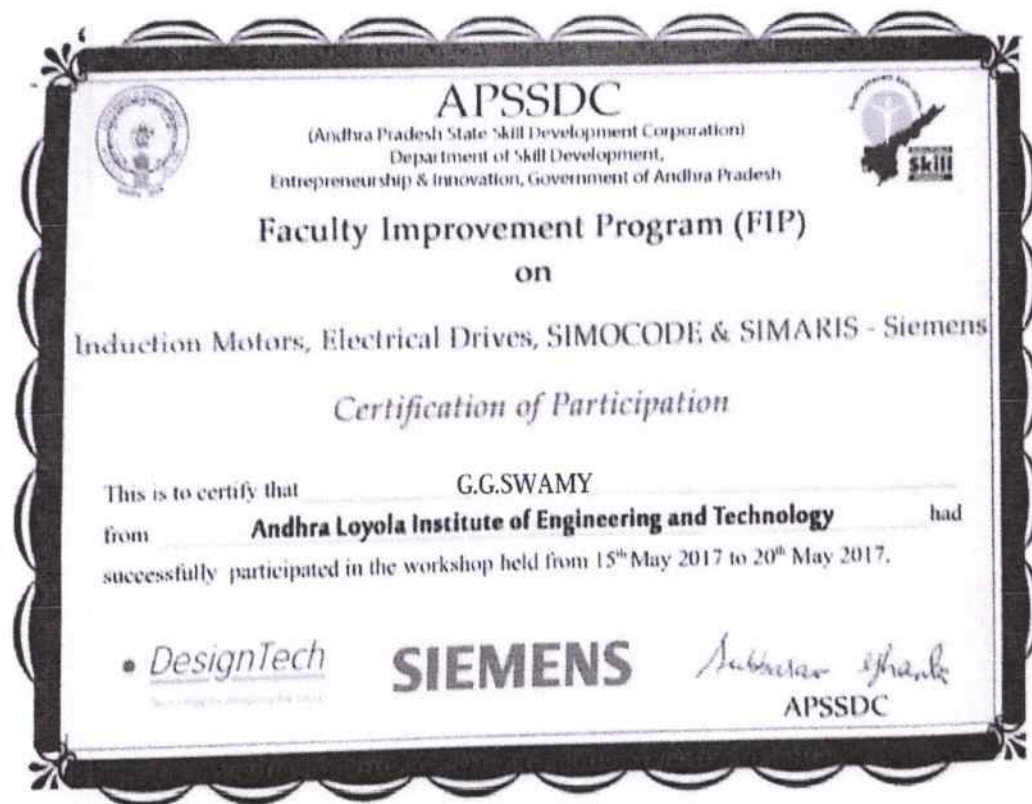 APSSDC
(Andhra Pradesh State Skill Development Corporation)
Department of Skill Development,
Entrepreneurship & Innovation, Government of Andhra Pradesh
Skill
Faculty Improvement Program (FIP)
on
Induction Motors, Electrical Drives, SIMOCODE & SIMARIS - Siemens
Certification of Participation
This is to certify that G.G.SWAMY
from Andhra Loyola Institute of Engineering and Technology had
successfully participated in the workshop held from 15th May 2017 to 20th May 2017.
DesignTech
SIEMENS
APSSDC